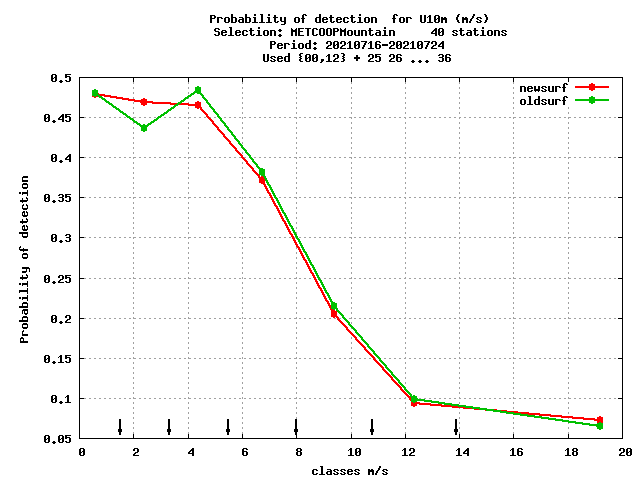 Probability of detection  for U10m (m/s)
Selection: METCOOPMountain     40 stations
Period: 20210716-20210724
Used {00,12} + 25 26 ... 36
newsurf
oldsurf
0.5
0.45
0.4
0.35
0.3
0.25
0.2
0.15
0.1
0.05
Probability of detection
0 2 4 6 8 10 12 14 16 18 20
classes m/s